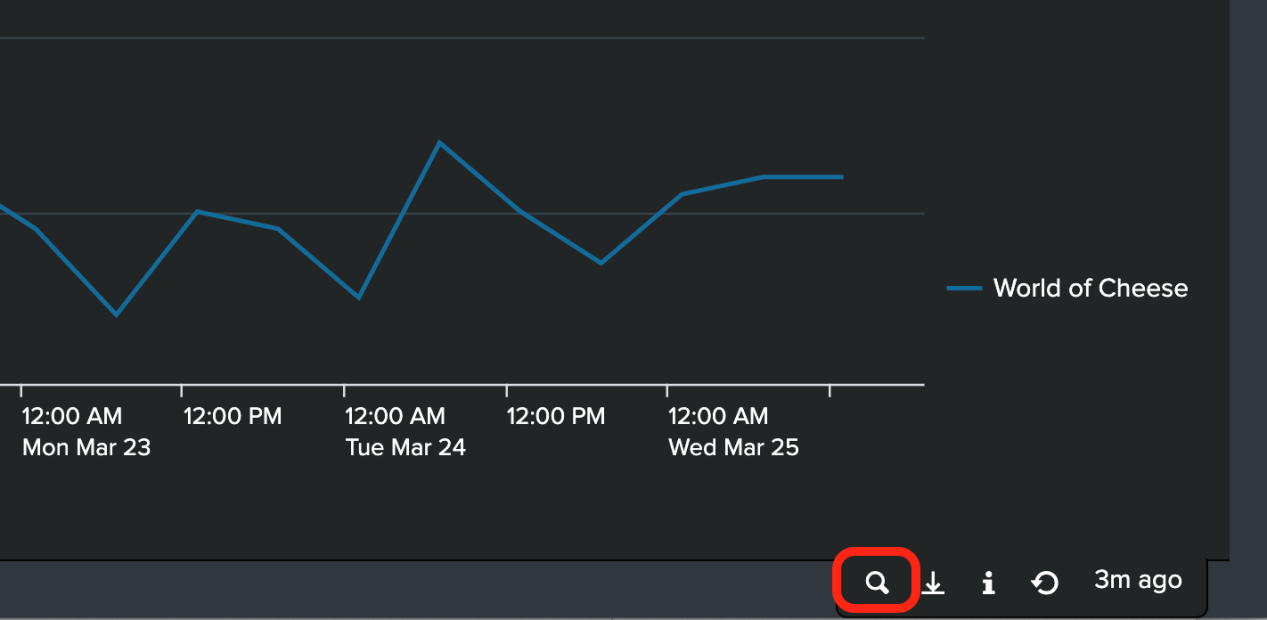 World of Cheese
12:00 AM
Mon Mar 23
12:00 PM
12:00 AM
Tue Mar 24
12:00 PM
12:00 AM
Wed Mar 25
3m ago